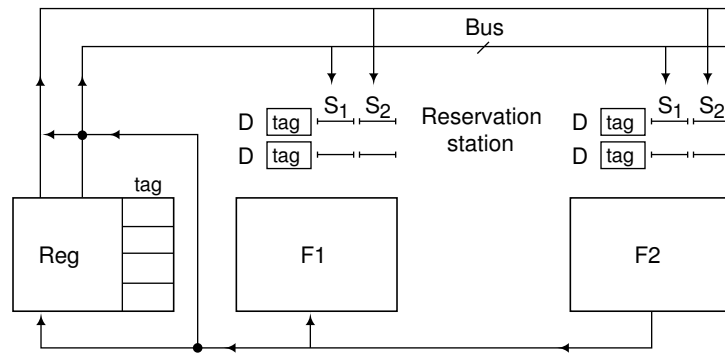 Bus
S1 S2 S1 S2
D tag Reservation D tag
D tag station D tag
tag
Reg F1 F2